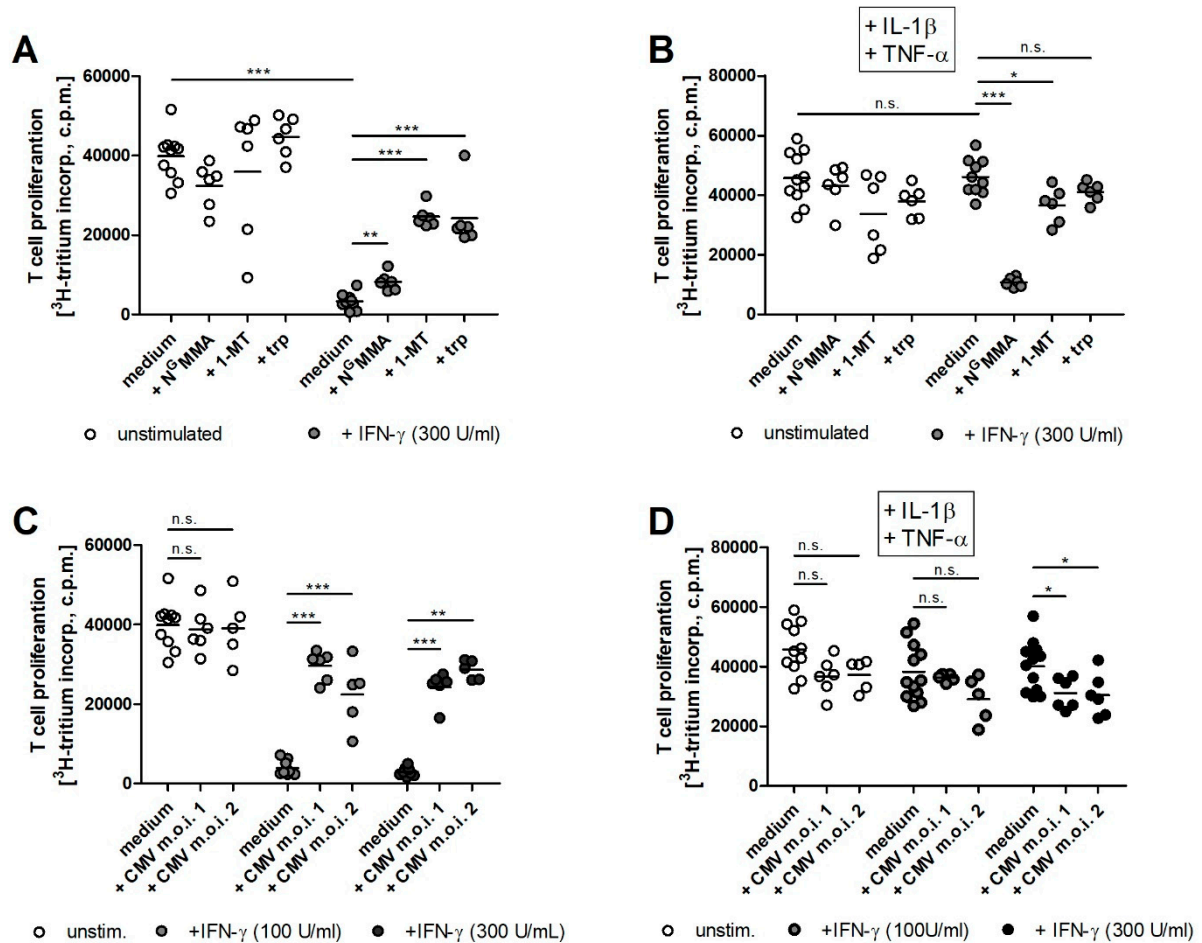 A
T cell proliferantion
[³H-tritium incorp., c.p.m.]
60000
40000
20000
0
***
***
***
**
medium
+ NᴳMMA
+ 1-MT
+ trp
medium
+ NᴳMMA
+ 1-MT
+ trp
unstimulated
+ IFN-γ (300 U/ml)
B
+ IL-1β
+ TNF-α
T cell proliferantion
[³H-tritium incorp., c.p.m.]
80000
60000
40000
20000
0
n.s.
*
***
n.s.
medium
+ NᴳMMA
+ 1-MT
+ trp
medium
+ NᴳMMA
+ 1-MT
+ trp
unstimulated
+ IFN-γ (300 U/ml)
C
T cell proliferantion
[³H-tritium incorp., c.p.m.]
60000
40000
20000
0
n.s.
n.s.
***
***
**
***
medium
+ CMV m.o.i. 1
+ CMV m.o.i. 2
medium
+ CMV m.o.i. 1
+ CMV m.o.i. 2
medium
+ CMV m.o.i. 1
+ CMV m.o.i. 2
unstim.
+IFN-γ (100 U/ml)
+IFN-γ (300 U/mL)
D
+ IL-1β
+ TNF-α
T cell proliferantion
[³H-tritium incorp., c.p.m.]
80000
60000
40000
20000
0
n.s.
n.s.
n.s.
n.s.
*
*
medium
+ CMV m.o.i. 1
+ CMV m.o.i. 2
medium
+ CMV m.o.i. 1
+ CMV m.o.i. 2
medium
+ CMV m.o.i. 1
+ CMV m.o.i. 2
unstim.
+IFN-γ (100U/ml)
+ IFN-γ (300 U/ml)